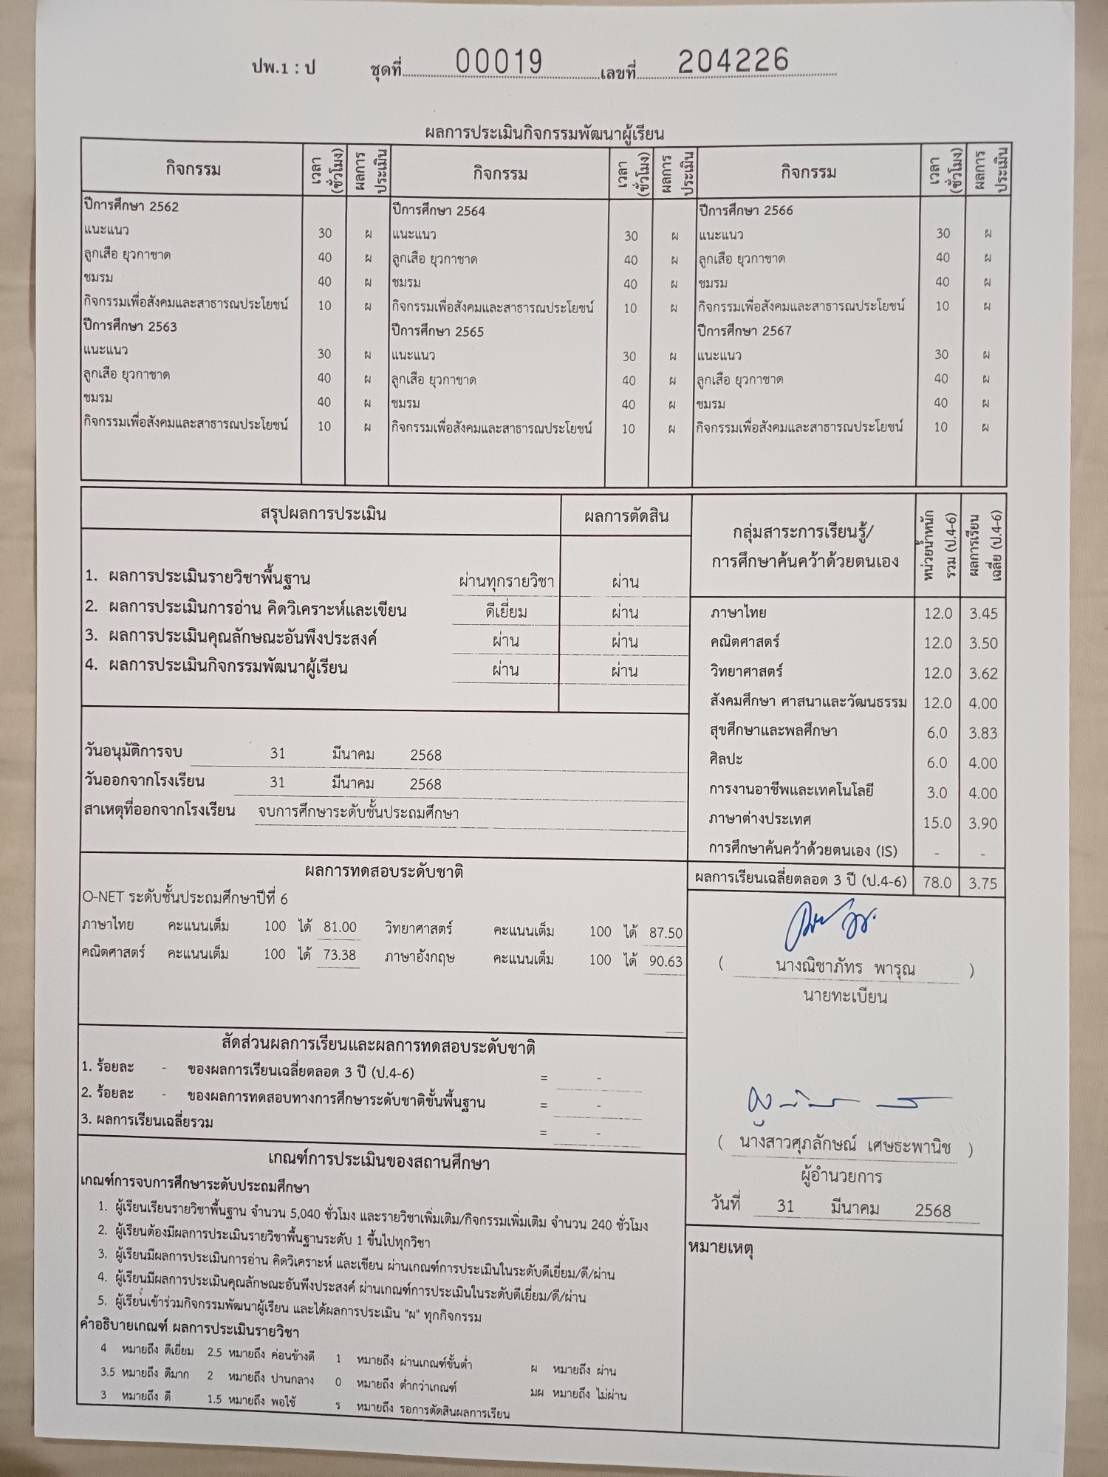 ปพ.1 : ป ชุดที่ 00019 เลขที่ 204226
ผลการประเมินกิจกรรมพัฒนาผู้เรียน
กิจกรรม เวลา (ชั่วโมง) ผลการประเมิน กิจกรรม เวลา (ชั่วโมง) ผลการประเมิน กิจกรรม เวลา (ชั่วโมง) ผลการประเมิน
ปีการศึกษา 2562 ปีการศึกษา 2564 ปีการศึกษา 2566
แนะแนว 30 ผ แนะแนว 30 ผ แนะแนว 30 ผ
ลูกเสือ ยุวกาชาด 40 ผ ลูกเสือ ยุวกาชาด 40 ผ ลูกเสือ ยุวกาชาด 40 ผ
ชมรม 40 ผ ชมรม 40 ผ ชมรม 40 ผ
กิจกรรมเพื่อสังคมและสาธารณประโยชน์ 10 ผ กิจกรรมเพื่อสังคมและสาธารณประโยชน์ 10 ผ กิจกรรมเพื่อสังคมและสาธารณประโยชน์ 10 ผ
ปีการศึกษา 2563 ปีการศึกษา 2565 ปีการศึกษา 2567
แนะแนว 30 ผ แนะแนว 30 ผ แนะแนว 30 ผ
ลูกเสือ ยุวกาชาด 40 ผ ลูกเสือ ยุวกาชาด 40 ผ ลูกเสือ ยุวกาชาด 40 ผ
ชมรม 40 ผ ชมรม 40 ผ ชมรม 40 ผ
กิจกรรมเพื่อสังคมและสาธารณประโยชน์ 10 ผ กิจกรรมเพื่อสังคมและสาธารณประโยชน์ 10 ผ กิจกรรมเพื่อสังคมและสาธารณประโยชน์ 10 ผ
สรุปผลการประเมิน ผลการตัดสิน
1. ผลการประเมินรายวิชาพื้นฐาน ผ่านทุกรายวิชา ผ่าน
2. ผลการประเมินการอ่าน คิดวิเคราะห์และเขียน ดีเยี่ยม ผ่าน
3. ผลการประเมินคุณลักษณะอันพึงประสงค์ ผ่าน ผ่าน
4. ผลการประเมินกิจกรรมพัฒนาผู้เรียน ผ่าน ผ่าน
วันอนุมัติการจบ 31 มีนาคม 2568
วันออกจากโรงเรียน 31 มีนาคม 2568
สาเหตุที่ออกจากโรงเรียน จบการศึกษาระดับชั้นประถมศึกษา
ผลการทดสอบระดับชาติ
O-NET ระดับชั้นประถมศึกษาปีที่ 6
ภาษาไทย คะแนนเต็ม 100 ได้ 81.00 วิทยาศาสตร์ คะแนนเต็ม 100 ได้ 87.50
คณิตศาสตร์ คะแนนเต็ม 100 ได้ 73.38 ภาษาอังกฤษ คะแนนเต็ม 100 ได้ 90.63
สัดส่วนผลการเรียนและผลการทดสอบระดับชาติ
1. ร้อยละ - ของผลการเรียนเฉลี่ยตลอด 3 ปี (ป.4-6) = -
2. ร้อยละ - ของผลการทดสอบทางการศึกษาระดับชาติขั้นพื้นฐาน = -
3. ผลการเรียนเฉลี่ยรวม = -
เกณฑ์การประเมินของสถานศึกษา
เกณฑ์การจบการศึกษาระดับประถมศึกษา
1. ผู้เรียนเรียนรายวิชาพื้นฐาน จำนวน 5,040 ชั่วโมง และรายวิชาเพิ่มเติม/กิจกรรมเพิ่มเติม จำนวน 240 ชั่วโมง
2. ผู้เรียนต้องมีผลการประเมินรายวิชาพื้นฐานระดับ 1 ขึ้นไปทุกวิชา
3. ผู้เรียนมีผลการประเมินการอ่าน คิดวิเคราะห์ และเขียน ผ่านเกณฑ์การประเมินในระดับดีเยี่ยม/ดี/ผ่าน
4. ผู้เรียนมีผลการประเมินคุณลักษณะอันพึงประสงค์ ผ่านเกณฑ์การประเมินในระดับดีเยี่ยม/ดี/ผ่าน
5. ผู้เรียนเข้าร่วมกิจกรรมพัฒนาผู้เรียน และได้ผลการประเมิน "ผ" ทุกกิจกรรม
คำอธิบายเกณฑ์ ผลการประเมินรายวิชา
4 หมายถึง ดีเยี่ยม 2.5 หมายถึง ค่อนข้างดี 1 หมายถึง ผ่านเกณฑ์ขั้นต่ำ ผ หมายถึง ผ่าน
3.5 หมายถึง ดีมาก 2 หมายถึง ปานกลาง 0 หมายถึง ต่ำกว่าเกณฑ์ มผ หมายถึง ไม่ผ่าน
3 หมายถึง ดี 1.5 หมายถึง พอใช้ ร หมายถึง รอการตัดสินผลการเรียน
กลุ่มสาระการเรียนรู้/ หน่วยน้ำหนัก ผลการเรียน
การศึกษาค้นคว้าด้วยตนเอง รวม (ป.4-6) เฉลี่ย (ป.4-6)
ภาษาไทย 12.0 3.45
คณิตศาสตร์ 12.0 3.50
วิทยาศาสตร์ 12.0 3.62
สังคมศึกษา ศาสนาและวัฒนธรรม 12.0 4.00
สุขศึกษาและพลศึกษา 6.0 3.83
ศิลปะ 6.0 4.00
การงานอาชีพและเทคโนโลยี 3.0 4.00
ภาษาต่างประเทศ 15.0 3.90
การศึกษาค้นคว้าด้วยตนเอง (IS) - -
ผลการเรียนเฉลี่ยตลอด 3 ปี (ป.4-6) 78.0 3.75
( นางณิชาภัทร พารุณ )
นายทะเบียน
( นางสาวศุภลักษณ์ เศษธะพานิช )
ผู้อำนวยการ
วันที่ 31 มีนาคม 2568
หมายเหตุ